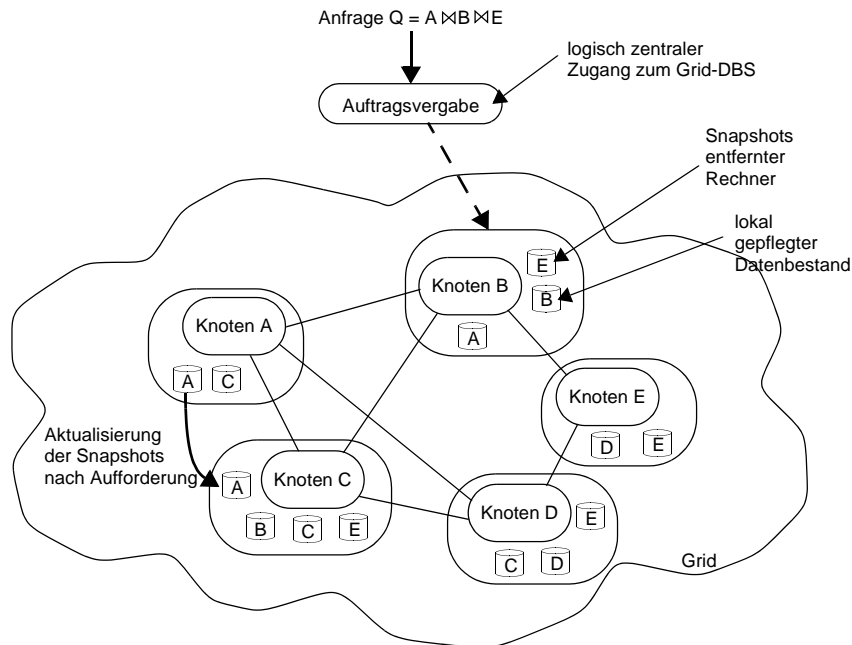 Anfrage Q = A ⋈B ⋈E
logisch zentraler
Zugang zum Grid-DBS
Auftragsvergabe
Snapshots
entfernter
Rechner
lokal
gepflegter
Datenbestand
E
Knoten B
B
A
Knoten A
A
C
Knoten E
D
E
Aktualisierung
der Snapshots
nach Aufforderung
A
Knoten C
B
C
E
Knoten D
E
C
D
Grid